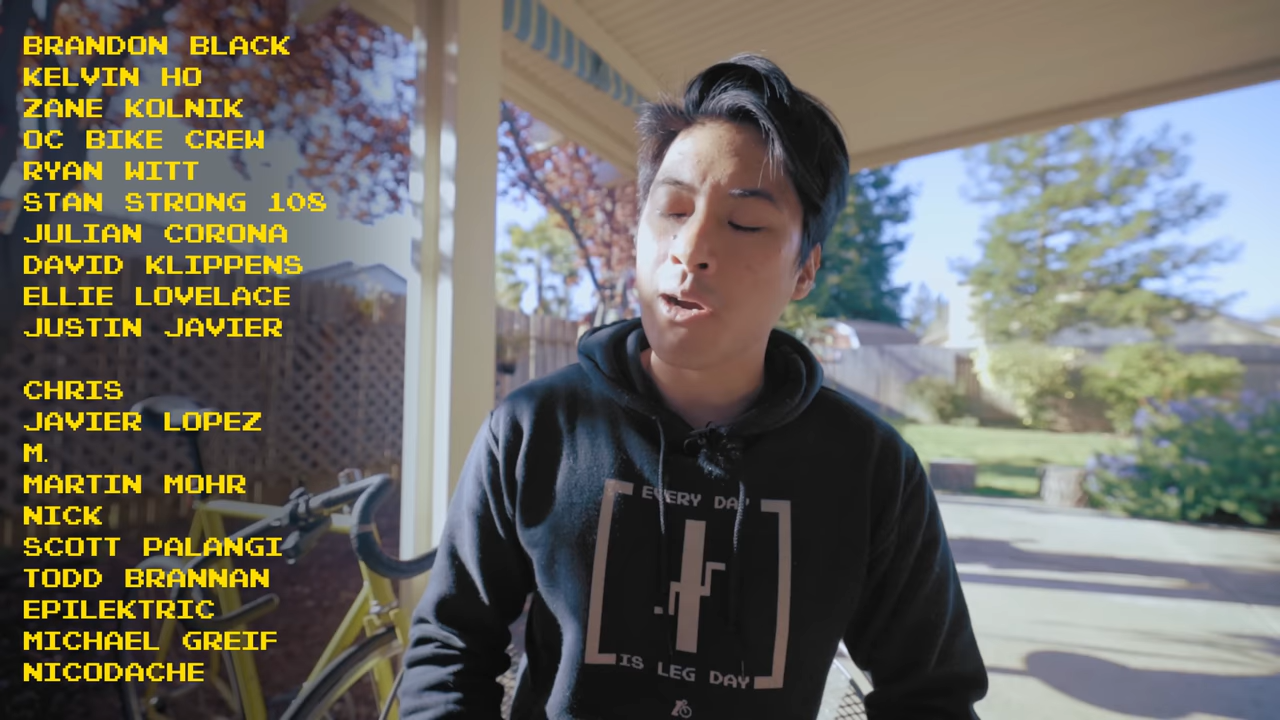 BRANDON BLACK
KELVIN HO
ZANE KOLNIK
OC BIKE CREW
RYAN WITT
STAN STRONG 108
JULIAN CORONA
DAVID KLIPPENS
ELLIE LOVELACE
JUSTIN JAVIER
CHRIS
JAVIER LOPEZ
M.
MARTIN MOHR
NICK
SCOTT PALANGI
TODD BRANNAN
EPILEKTRIC
MICHAEL GREIF
NICODACHE
EVERY DAY
IS LEG DAY